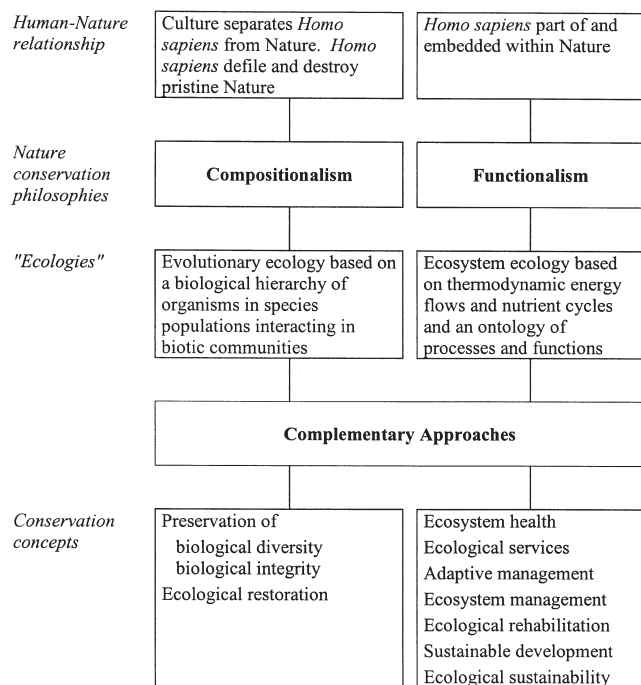 Human-Nature
relationship
Culture separates Homo
sapiens from Nature. Homo
sapiens defile and destroy
pristine Nature
Homo sapiens part of and
embedded within Nature
Nature
conservation
philosophies
Compositionalism
Functionalism
"Ecologies"
Evolutionary ecology based on
a biological hierarchy of
organisms in species
populations interacting in
biotic communities
Ecosystem ecology based
on thermodynamic energy
flows and nutrient cycles
and an ontology of
processes and functions
Complementary Approaches
Conservation
concepts
Preservation of
biological diversity
biological integrity
Ecological restoration
Ecosystem health
Ecological services
Adaptive management
Ecosystem management
Ecological rehabilitation
Sustainable development
Ecological sustainability